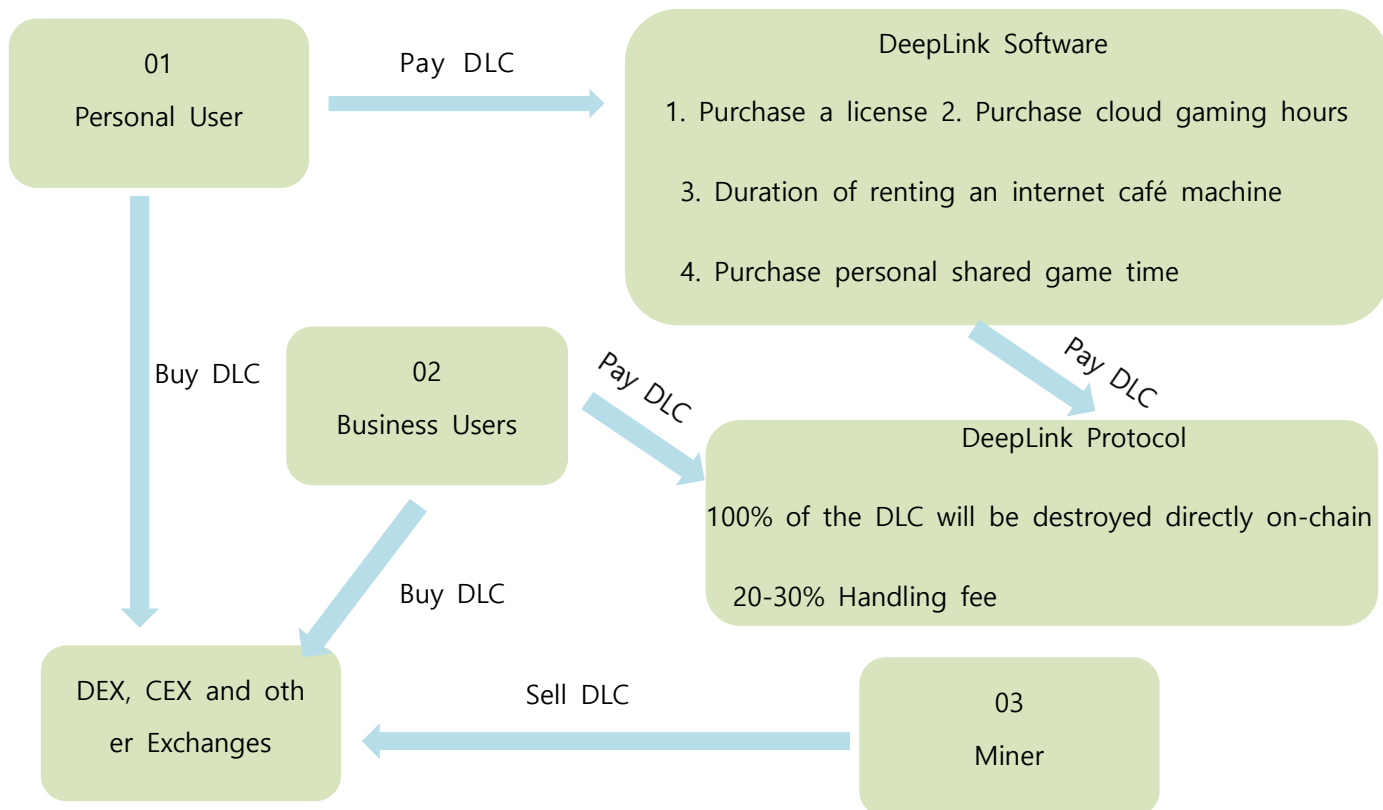 01
Personal User
Pay DLC
DeepLink Software
1. Purchase a license 2. Purchase cloud gaming hours
3. Duration of renting an internet café machine
4. Purchase personal shared game time
Buy DLC
02
Business Users
Pay DLC
Pay DLC
DeepLink Protocol
100% of the DLC will be destroyed directly on-chain
20-30% Handling fee
Buy DLC
DEX, CEX and oth
er Exchanges
Sell DLC
03
Miner